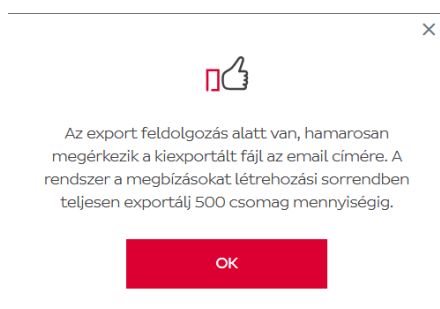 Az export feldolgozás alatt van, hamarosan
megérkezik a kiexportált fájl az email címére. A
rendszer a megbízásokat létrehozási sorrendben
teljesen exportálj 500 csomag mennyiségig.
OK